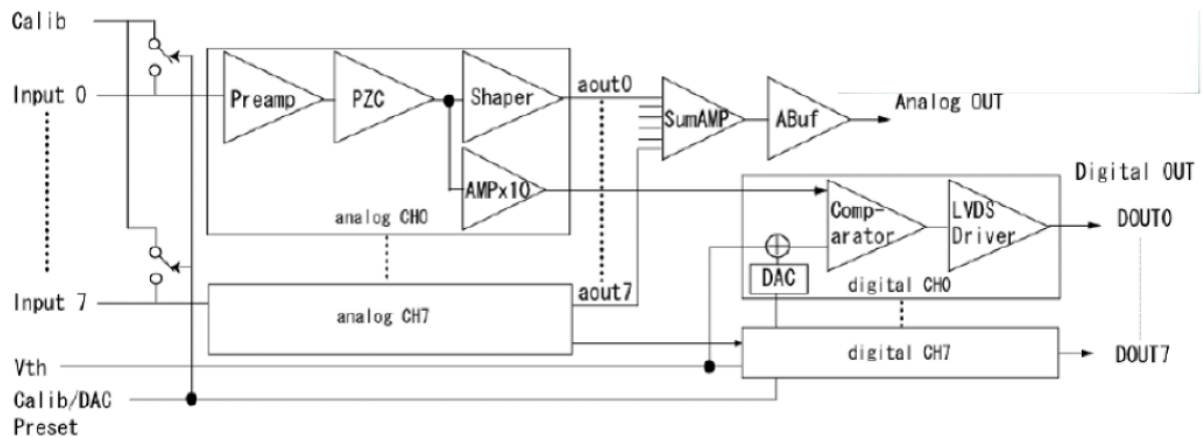 Calib
Input 0
Preamp
PZC
Shaper
aout0
SumAMP
ABuf
Analog OUT
AMPx10
analog CH0
Digital OUT
Comp-
arator
LVDS
Driver
DOUT0
DAC
digital CH0
Input 7
analog CH7
aout7
digital CH7
DOUT7
Vth
Calib/DAC
Preset